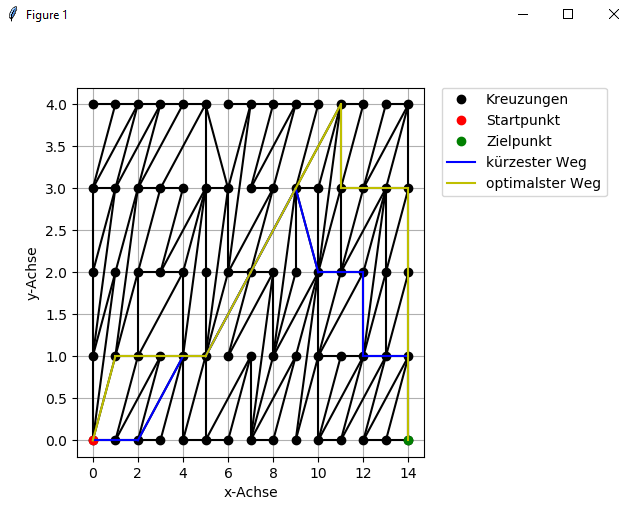 Figure 1
Kreuzungen
Startpunkt
Zielpunkt
kürzester Weg
optimalster Weg
4.0
3.5
3.0
2.5
2.0
1.5
1.0
0.5
0.0
y-Achse
0 2 4 6 8 10 12 14
x-Achse